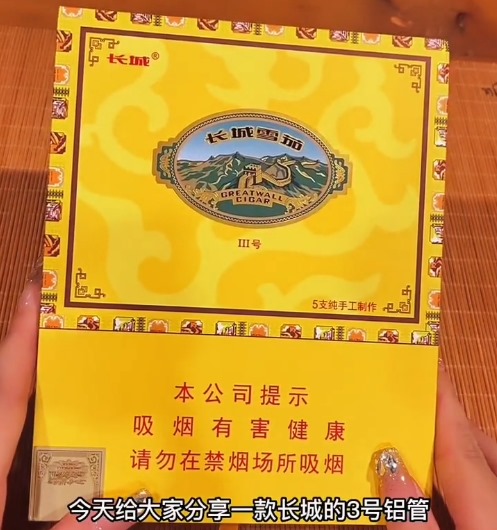 长城®
长城雪茄
GREATWALL
CIGAR
III号
5支纯手工制作
本公司提示
吸烟有害健康
请勿在禁烟场所吸烟
今天给大家分享一款长城的3号铝管